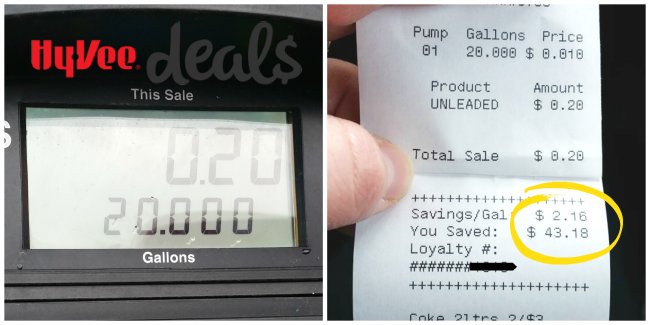 HyVee deals
This Sale
0.20
20.000
Gallons
Pump Gallons Price
01 20.000 $ 0.010
Product Amount
UNLEADED $ 0.20
Total Sale $ 0.20
++++++++++++++++++++
Savings/Gal: $ 2.16
You Saved: $ 43.18
Loyalty #:
#######
++++++++++++++++++++
Coke 2ltrs 2/$3